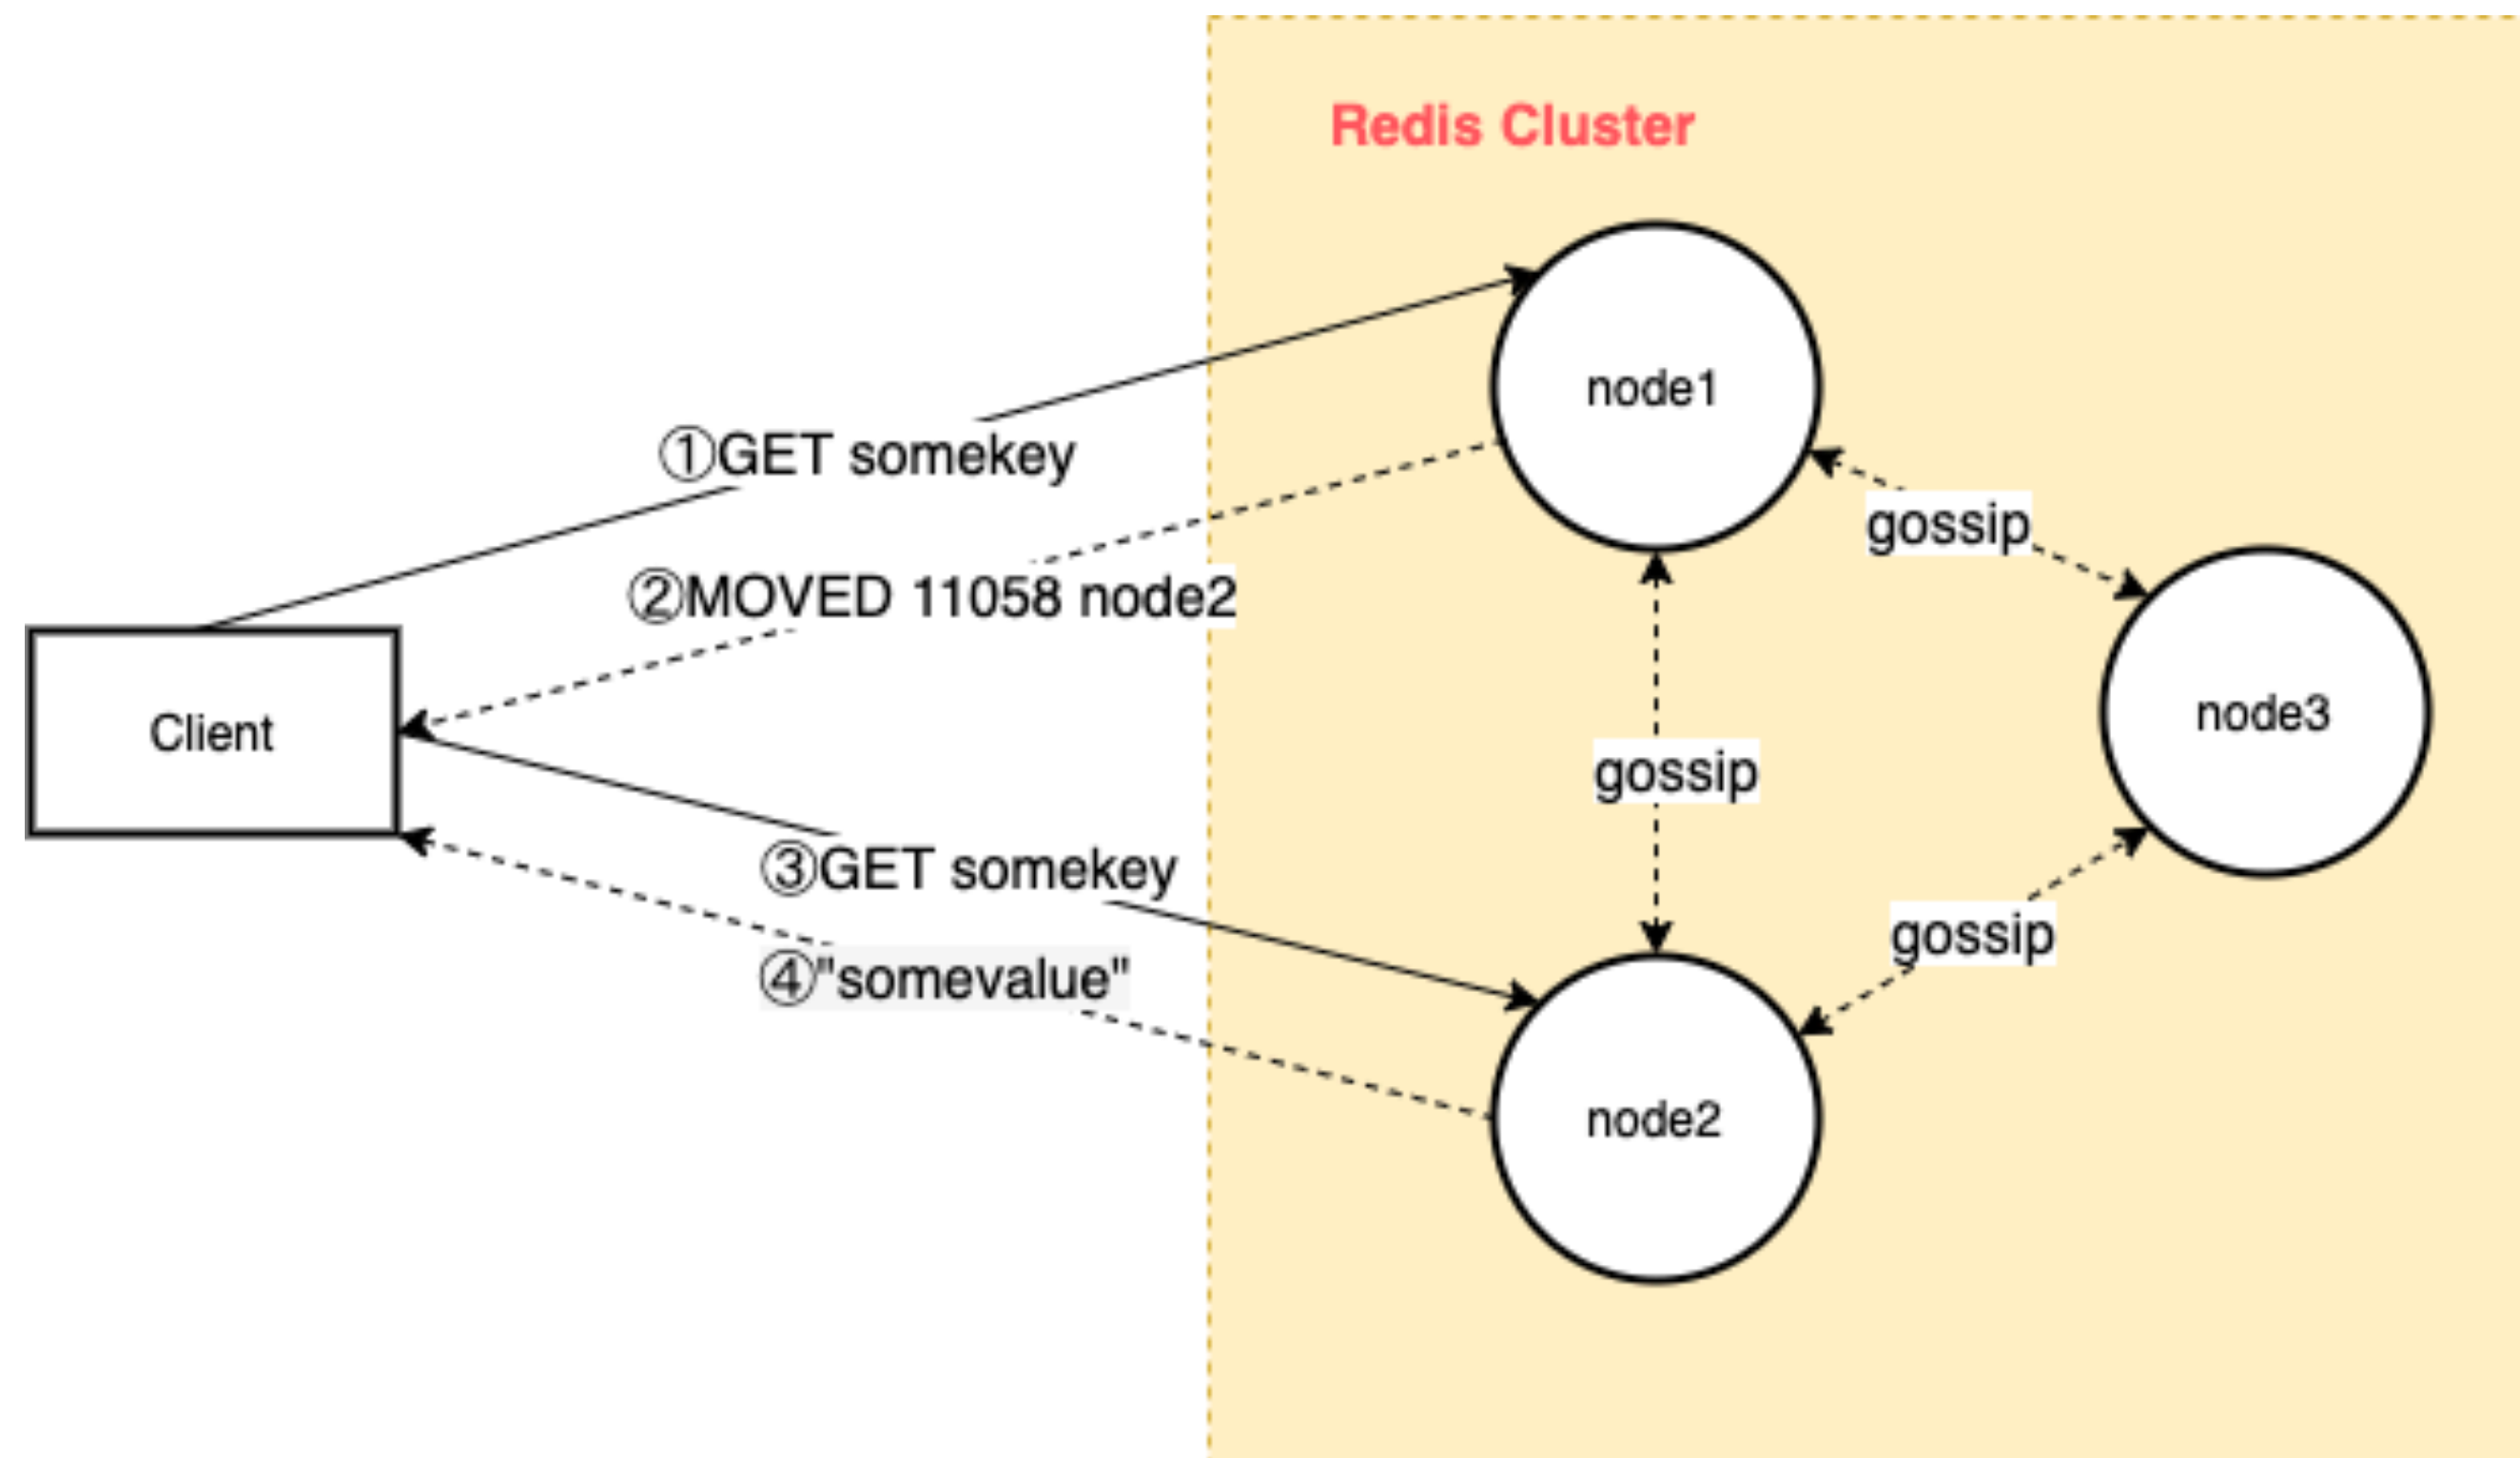 Redis Cluster
node1
①GET somekey
gossip
②MOVED 11058 node2
node3
Client
gossip
③GET somekey
gossip
④"somevalue"
node2